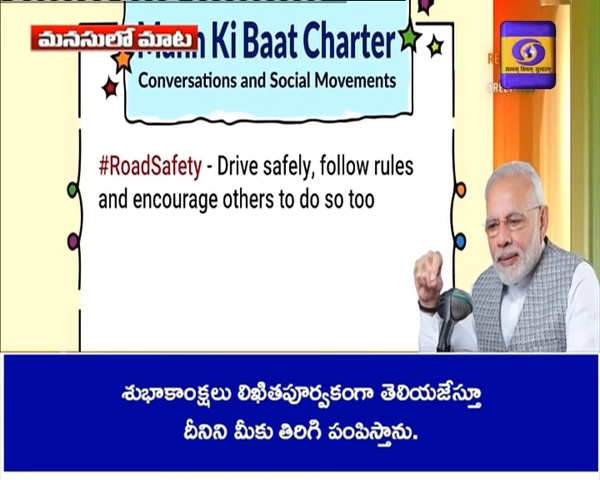 మనసులో మాట
Mann Ki Baat Charter
Conversations and Social Movements
#RoadSafety - Drive safely, follow rules
and encourage others to do so too
శుభాకాంక్షలు లిఖితపూర్వకంగా తెలియజేస్తూ
దీనిని మీకు తిరిగి పంపిస్తాను.